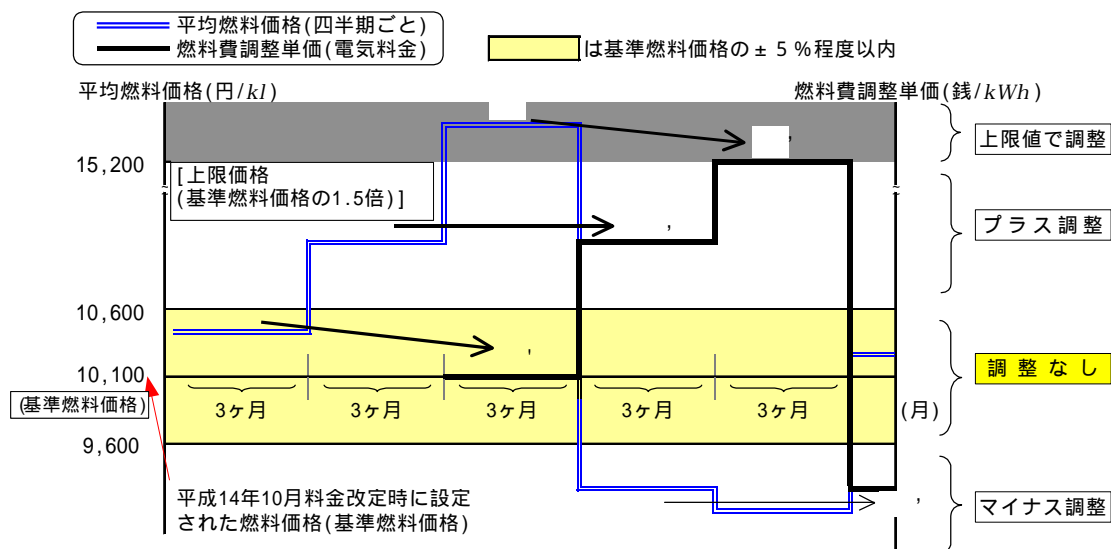 平均燃料価格(四半期ごと)
燃料費調整単価(電気料金)
は基準燃料価格の±5%程度以内
平均燃料価格(円/kl)
燃料費調整単価(銭/kWh)
上限値で調整
,
15,200
[上限価格
(基準燃料価格の1.5倍)]
,
プラス調整
10,600
,
10,100
(基準燃料価格)
調整なし
3ヶ月
3ヶ月
3ヶ月
3ヶ月
3ヶ月
(月)
9,600
平成14年10月料金改定時に設定
された燃料価格(基準燃料価格)
,
マイナス調整